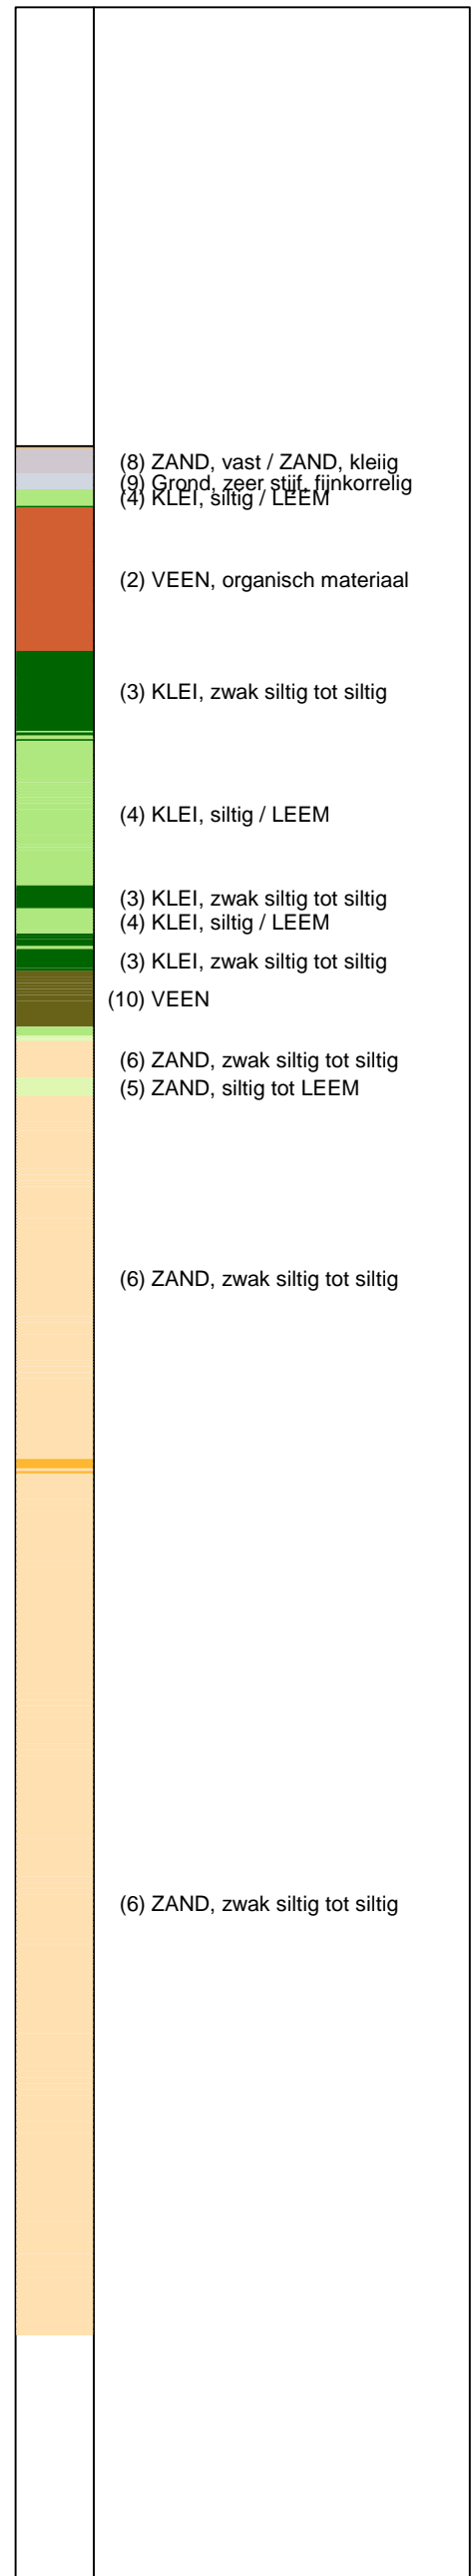 (8) ZAND, vast / ZAND, kleiig
(9) Grond, zeer stijf, fijnkorrelig
(4) KLEI, siltig / LEEM
(2) VEEN, organisch materiaal
(3) KLEI, zwak siltig tot siltig
(4) KLEI, siltig / LEEM
(3) KLEI, zwak siltig tot siltig
(4) KLEI, siltig / LEEM
(3) KLEI, zwak siltig tot siltig
(10) VEEN
(6) ZAND, zwak siltig tot siltig
(5) ZAND, siltig tot LEEM
(6) ZAND, zwak siltig tot siltig
(6) ZAND, zwak siltig tot siltig